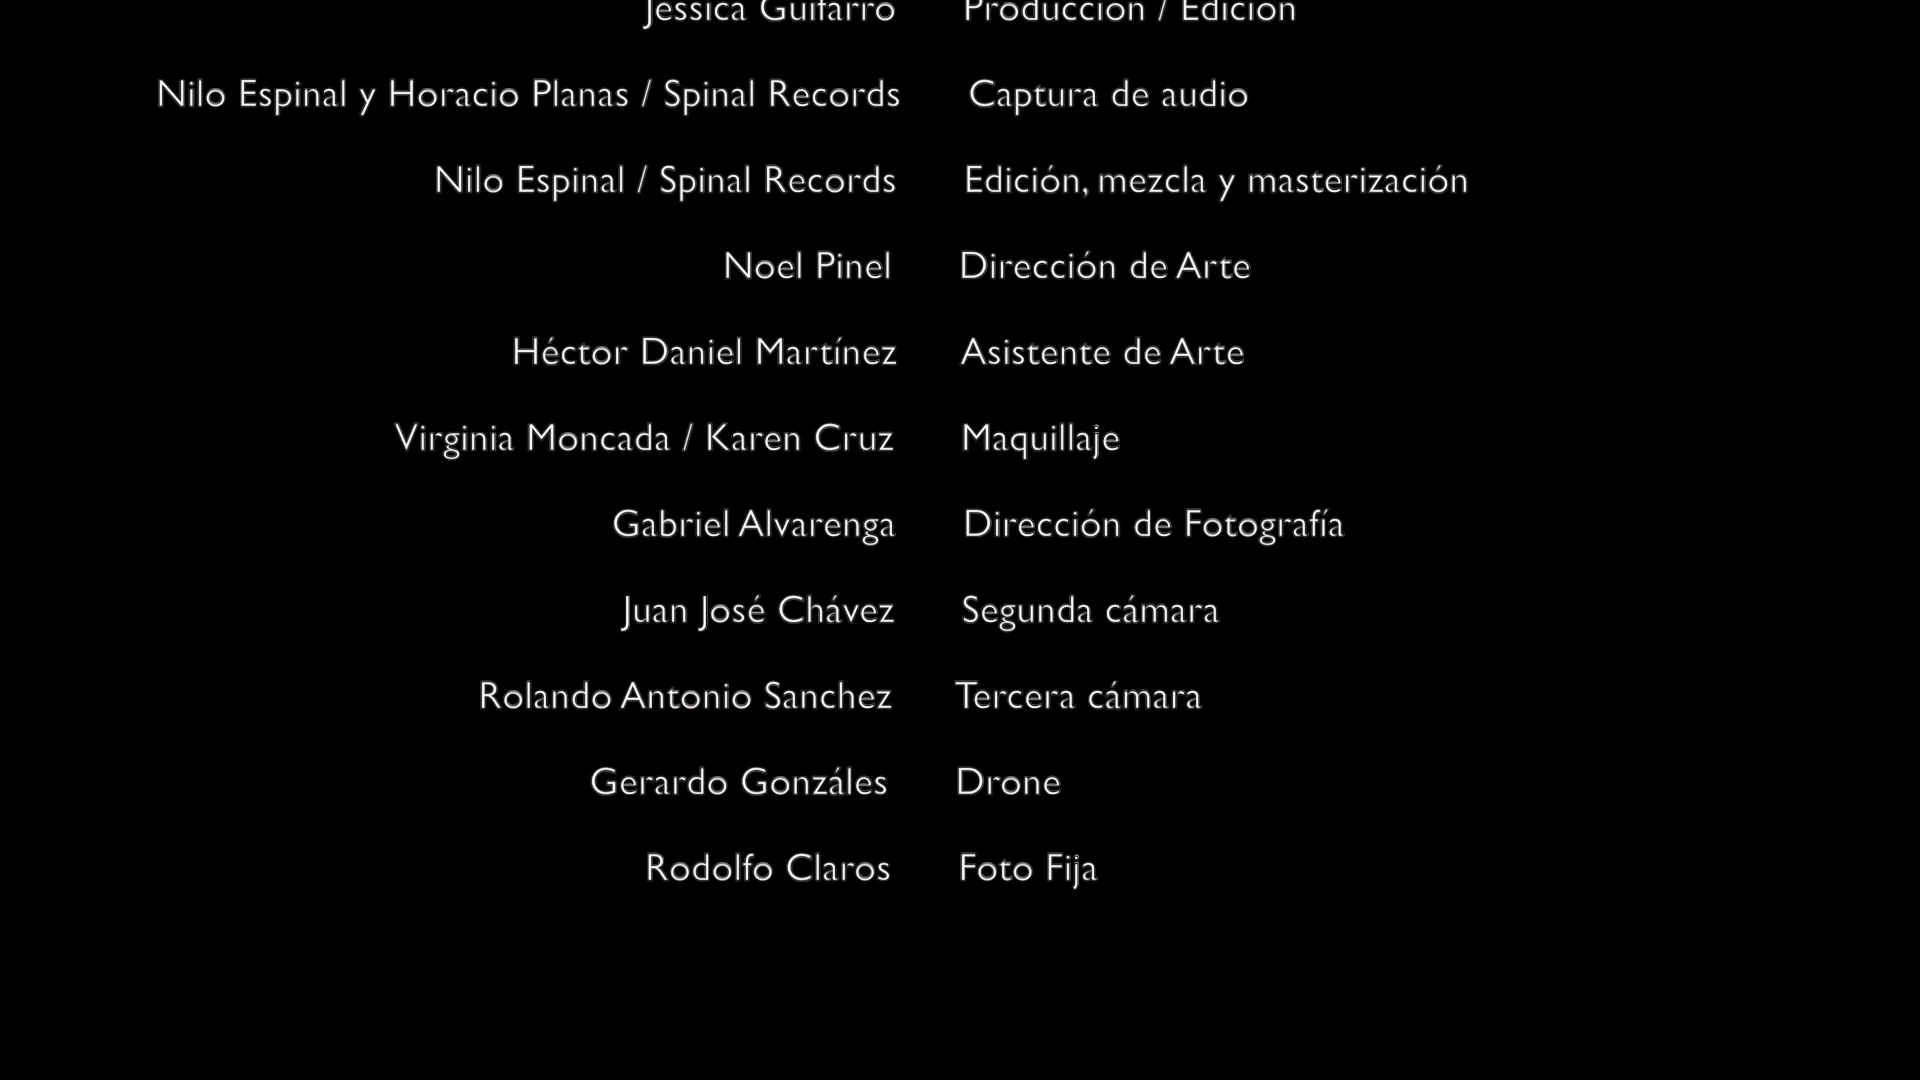 Jessica Guifarro Producción / Edición
Nilo Espinal y Horacio Planas / Spinal Records Captura de audio
Nilo Espinal / Spinal Records Edición, mezcla y masterización
Noel Pinel Dirección de Arte
Héctor Daniel Martínez Asistente de Arte
Virginia Moncada / Karen Cruz Maquillaje
Gabriel Alvarenga Dirección de Fotografía
Juan José Chávez Segunda cámara
Rolando Antonio Sanchez Tercera cámara
Gerardo Gonzáles Drone
Rodolfo Claros Foto Fija